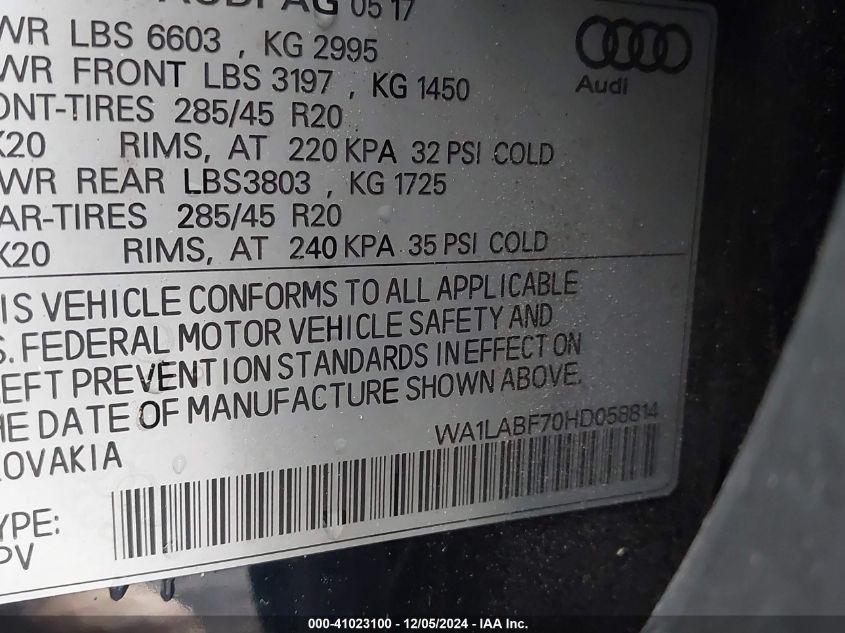 AUDI AG 05 17
WR LBS 6603 , KG 2995
WR FRONT LBS 3197 , KG 1450
ONT-TIRES 285/45 R20
X20 RIMS, AT 220 KPA 32 PSI COLD
WR REAR LBS3803 , KG 1725
AR-TIRES 285/45 R20
X20 RIMS, AT 240 KPA 35 PSI COLD
Audi
IS VEHICLE CONFORMS TO ALL APPLICABLE
S. FEDERAL MOTOR VEHICLE SAFETY AND
EFT PREVENTION STANDARDS IN EFFECT ON
HE DATE OF MANUFACTURE SHOWN ABOVE.
WA1LABF70HD058814
OVAKIA
YPE:
PV
000-41023100 - 12/05/2024 - IAA Inc.